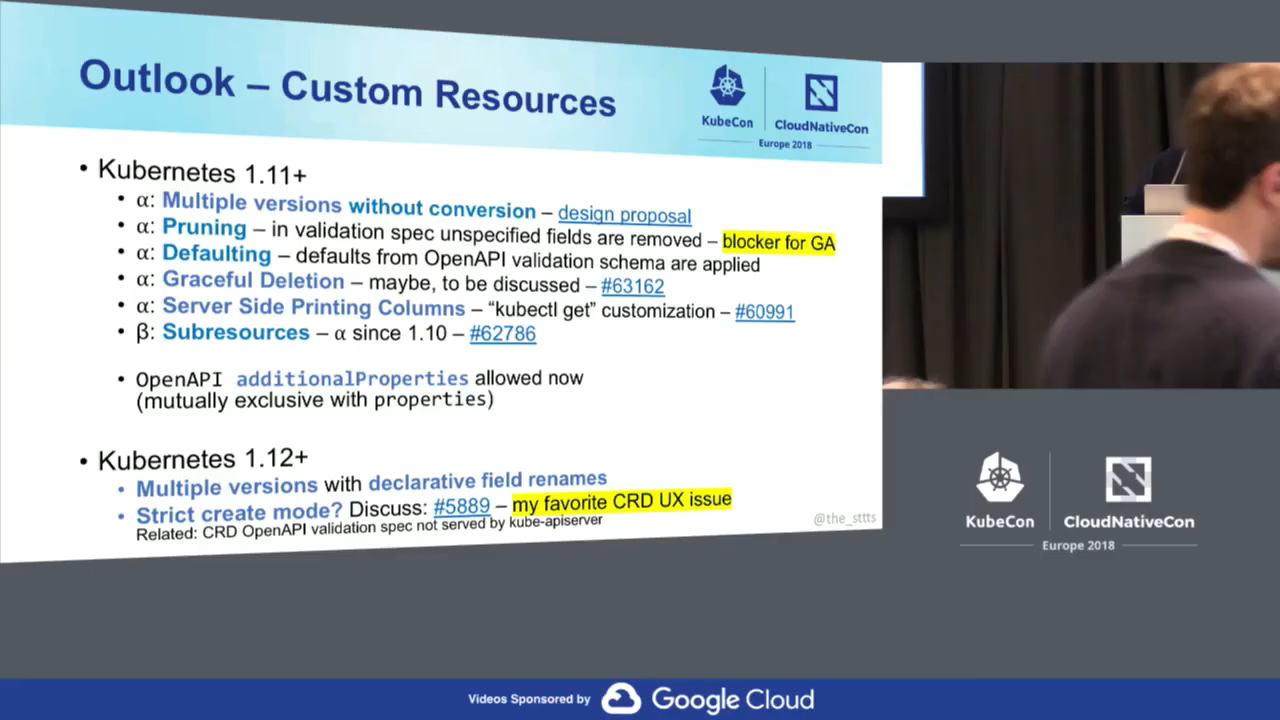 Outlook – Custom Resources
KubeCon
CloudNativeCon
Europe 2018
• Kubernetes 1.11+
• α: Multiple versions without conversion – design proposal
• α: Pruning – in validation spec unspecified fields are removed – blocker for GA
• α: Defaulting – defaults from OpenAPI validation schema are applied
• α: Graceful Deletion – maybe, to be discussed – #63162
• α: Server Side Printing Columns – “kubectl get” customization – #60991
• β: Subresources – α since 1.10 – #62786
• OpenAPI additionalProperties allowed now
(mutually exclusive with properties)
• Kubernetes 1.12+
• Multiple versions with declarative field renames
• Strict create mode? Discuss: #5889 – my favorite CRD UX issue
Related: CRD OpenAPI validation spec not served by kube-apiserver
@the_sttts
KubeCon
CloudNativeCon
Europe 2018
Videos Sponsored by Google Cloud